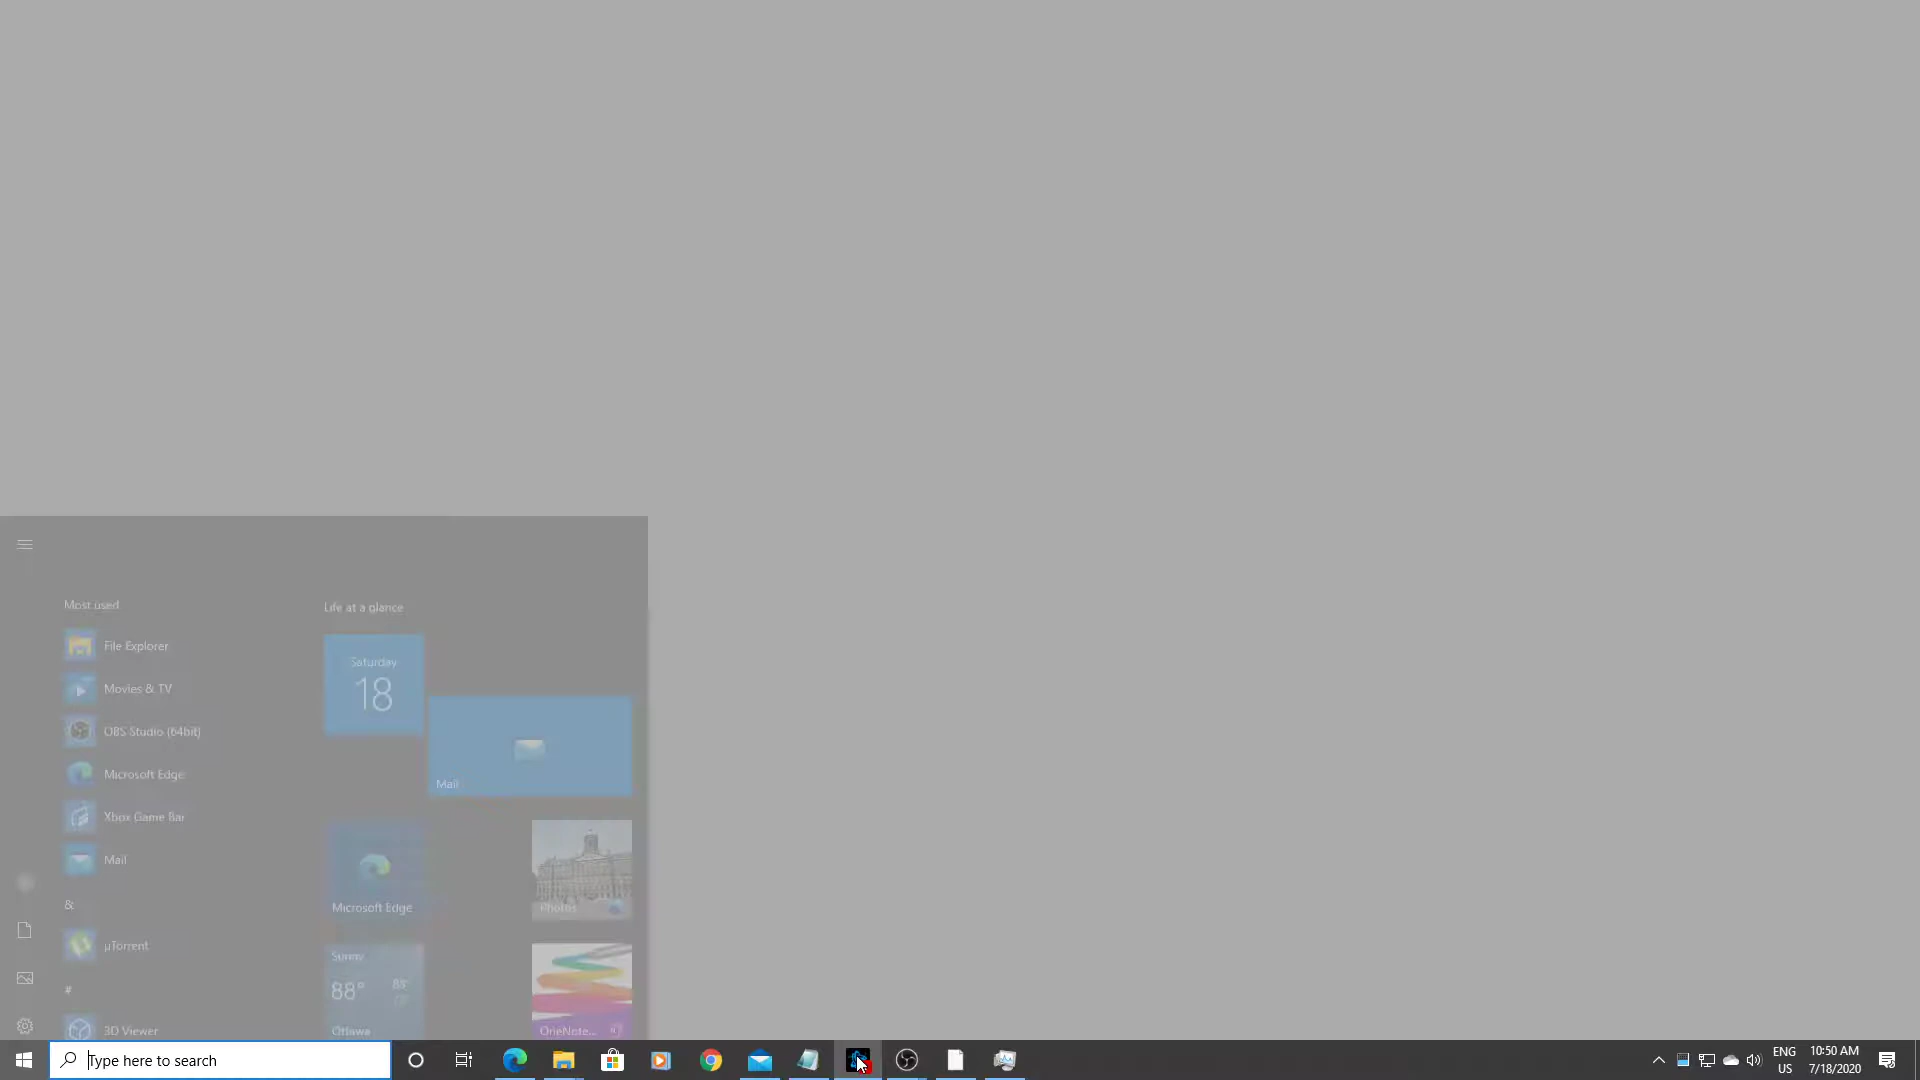 Most used
Life at a glance
File Explorer
Saturday
18
Movies & TV
OBS Studio (64bit)
Mail
Microsoft Edge
Xbox Game Bar
Mail
&
Microsoft Edge
Photos
µTorrent
Sunny
88°
88°
#
3D Viewer
Ottawa
OneNote...
Type here to search
ENG
US
10:50 AM
7/18/2020